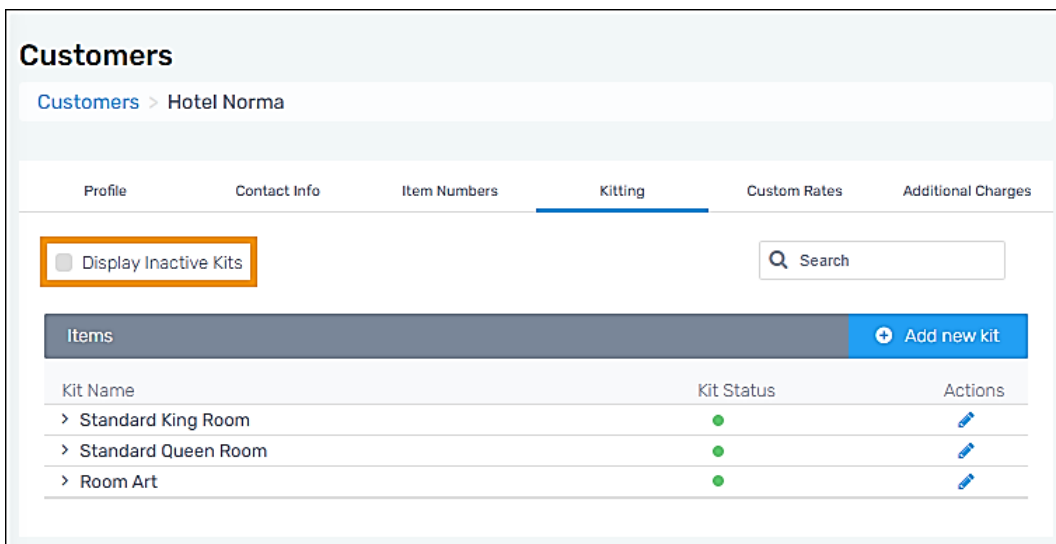 Customers
Customers > Hotel Norma
Profile Contact Info Item Numbers Kitting Custom Rates Additional Charges
Display Inactive Kits Search
Items Add new kit
Kit Name Kit Status Actions
> Standard King Room
> Standard Queen Room
> Room Art